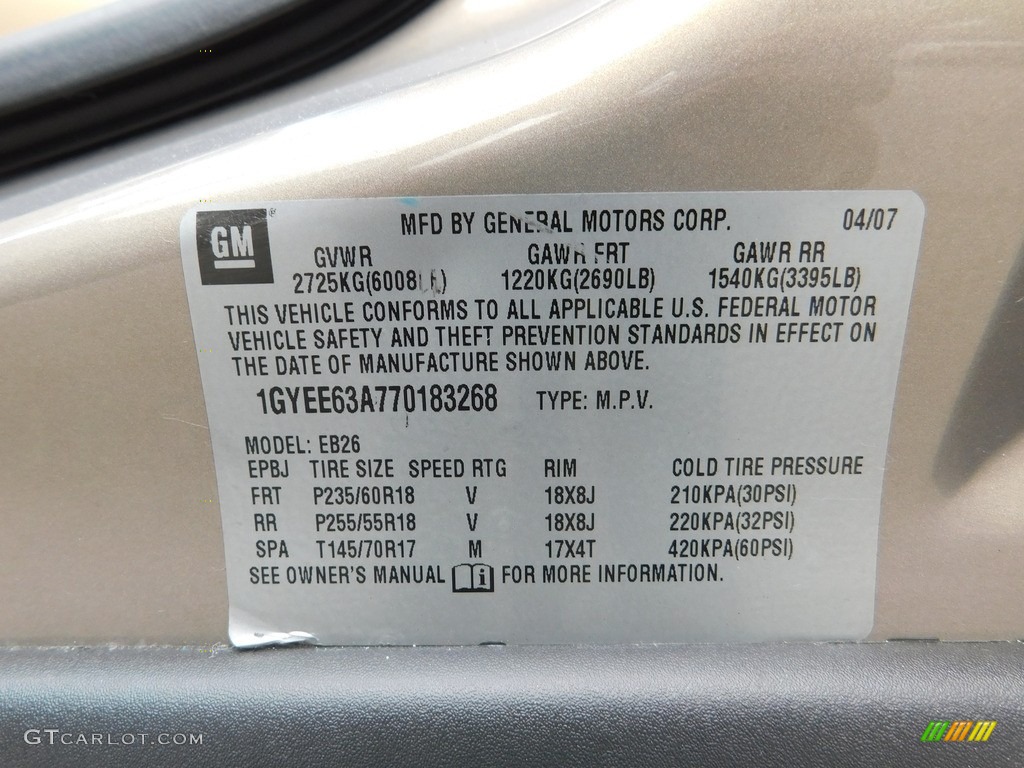 GM® MFD BY GENERAL MOTORS CORP. 04/07
GVWR GAWR FRT GAWR RR
2725KG(6008LB) 1220KG(2690LB) 1540KG(3395LB)
THIS VEHICLE CONFORMS TO ALL APPLICABLE U.S. FEDERAL MOTOR
VEHICLE SAFETY AND THEFT PREVENTION STANDARDS IN EFFECT ON
THE DATE OF MANUFACTURE SHOWN ABOVE.
1GYEE63A770183268 TYPE: M.P.V.
MODEL: EB26
EPBJ TIRE SIZE SPEED RTG RIM COLD TIRE PRESSURE
FRT P235/60R18 V 18X8J 210KPA(30PSI)
RR P255/55R18 V 18X8J 220KPA(32PSI)
SPA T145/70R17 M 17X4T 420KPA(60PSI)
SEE OWNER'S MANUAL FOR MORE INFORMATION.
GTCARLOT.COM